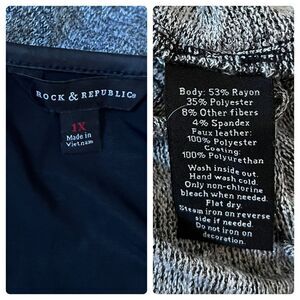 ROCK & REPUBLIC®
1X
Made in
Vietnam
Body: 53% Rayon
35% Polyester
8% Other fibers
4% Spandex
Faux leather:
100% Polyester
Coating:
100% Polyurethan
Wash inside out.
Hand wash cold.
Only non-chlorine
bleach when needed.
Flat dry.
Steam iron on reverse
side if needed.
Do not iron on
decoration.